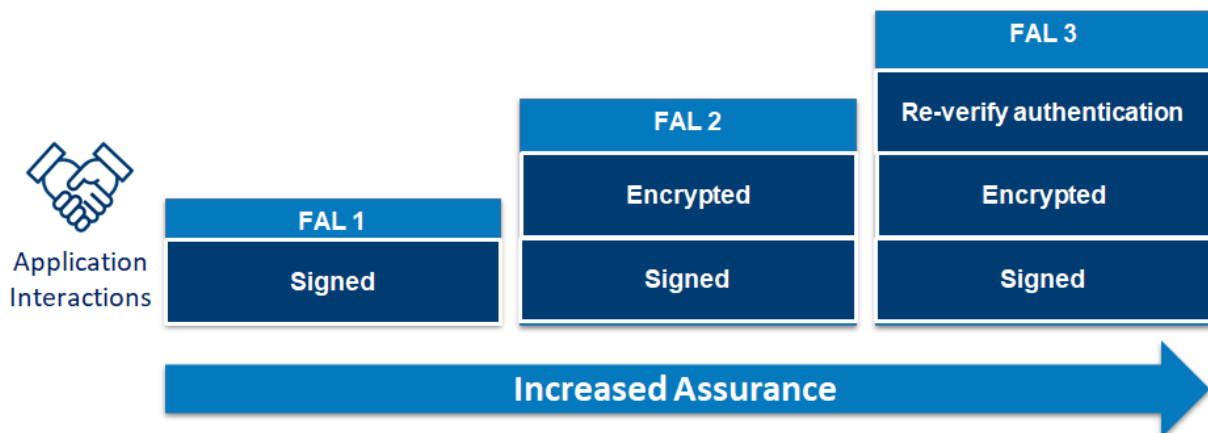 FAL 3
Re-verify authentication
FAL 2
Encrypted
Encrypted
FAL 1
Application
Interactions
Signed
Signed
Signed
Increased Assurance